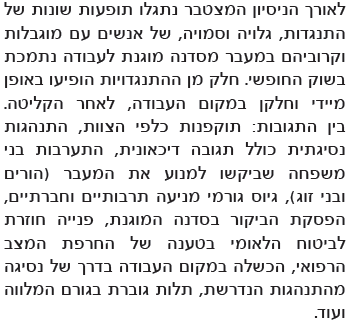 לאורך הניסיון המצטבר נתגלו תופעות שונות של
התנגדות, גלויה וסמויה, של אנשים עם מוגבלות
וקרוביהם במעבר מסדנה מוגנת לעבודה נתמכת
בשוק החופשי. חלק מן ההתנגדויות הופיעו באופן
מיידי וחלקן במקום העבודה, לאחר הקליטה.
בין התגובות: תוקפנות כלפי הצוות, התנהגות
נסיגתית כולל תגובה דיכאונית, התערבות בני
משפחה שביקשו למנוע את המעבר (הורים
ובני זוג), גיוס גורמי מניעה תרבותיים וחברתיים,
הפסקת הביקור בסדנה המוגנת, פנייה חוזרת
לביטוח הלאומי בטענה של החרפת המצב
הרפואי, הכשלה במקום העבודה בדרך של נסיגה
מהתנהגות הנדרשת, תלות גוברת בגורם המלווה
ועוד.